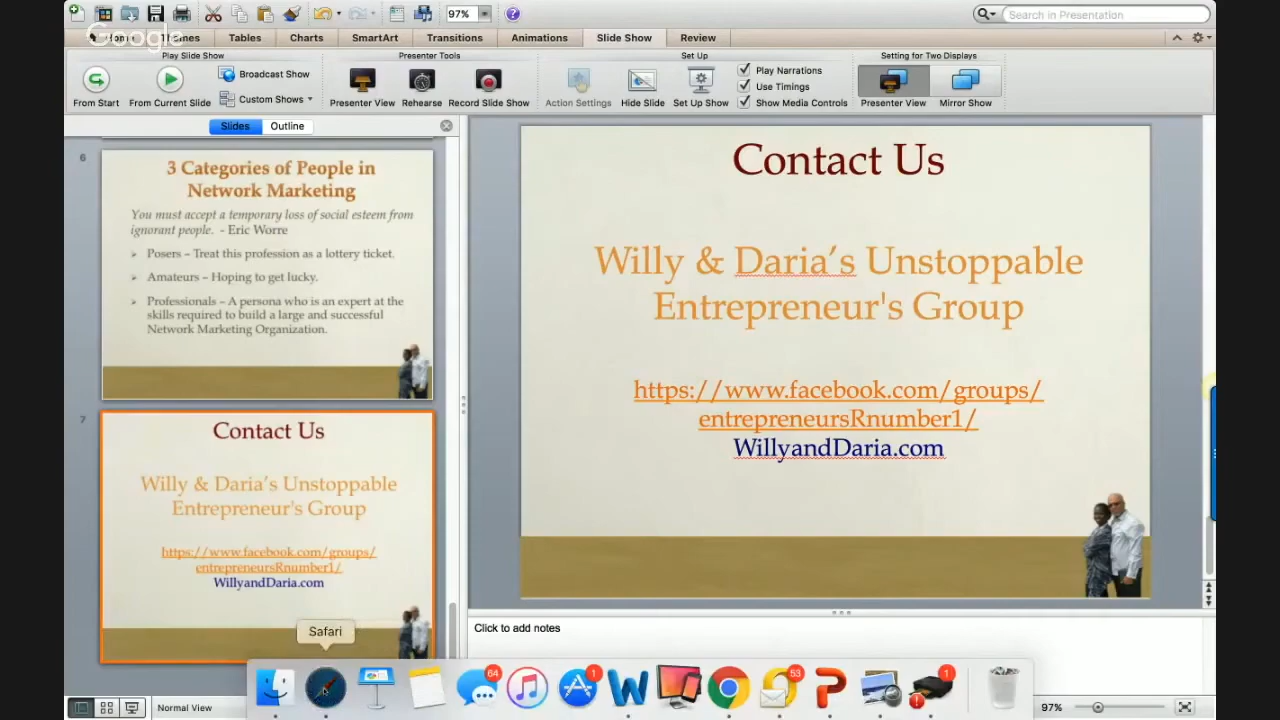 97%
Search in Presentation
Google
Home
Themes
Tables
Charts
SmartArt
Transitions
Animations
Slide Show
Review
Play Slide Show
Presenter Tools
Set Up
Setting for Two Displays
From Start
From Current Slide
Broadcast Show
Custom Shows
Presenter View
Rehearse
Record Slide Show
Action Settings
Hide Slide
Set Up Show
Play Narrations
Use Timings
Show Media Controls
Presenter View
Mirror Show
Slides
Outline
6
3 Categories of People in
Network Marketing
You must accept a temporary loss of social esteem from
ignorant people. - Eric Worre
Posers – Treat this profession as a lottery ticket.
Amateurs – Hoping to get lucky.
Professionals – A persona who is an expert at the
skills required to build a large and successful
Network Marketing Organization.
7
Contact Us
Willy & Daria's Unstoppable
Entrepreneur's Group
https://www.facebook.com/groups/
entrepreneursRnumber1/
WillyandDaria.com
Contact Us
Willy & Daria's Unstoppable
Entrepreneur's Group
https://www.facebook.com/groups/
entrepreneursRnumber1/
WillyandDaria.com
Click to add notes
Safari
64
1
53
1
Normal View
97%